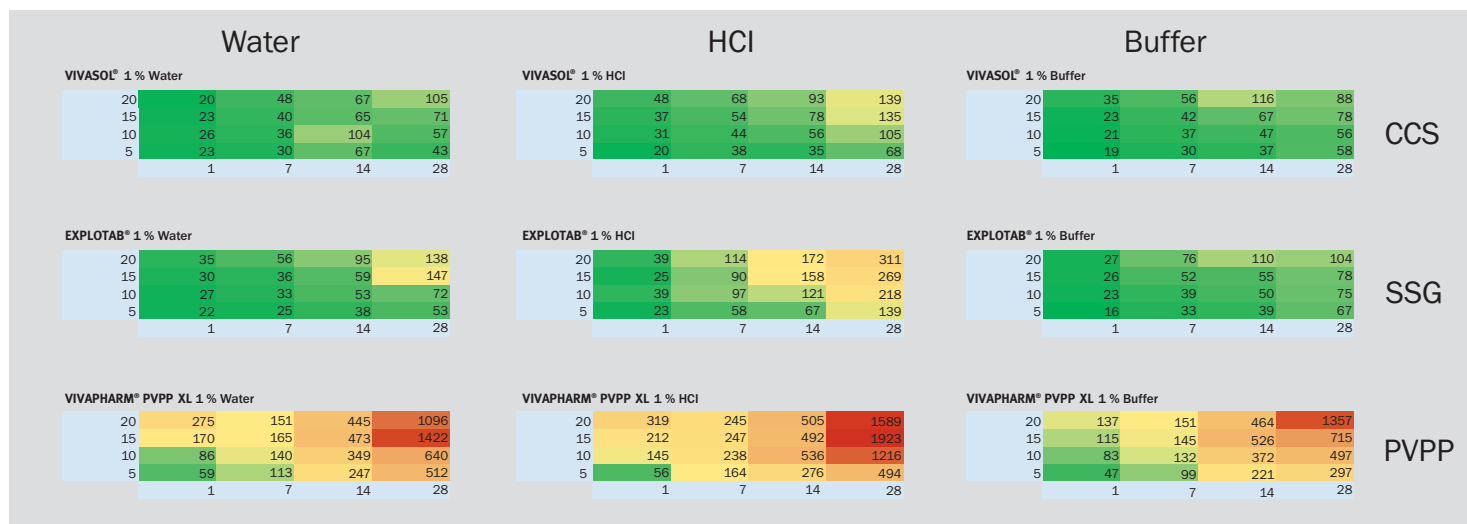 Water HCl Buffer
VIVASOL® 1 % Water VIVASOL® 1 % HCl VIVASOL® 1 % Buffer
20 20 48 67 105 20 48 68 93 139 20 35 56 116 88
15 23 40 65 71 15 37 54 78 135 15 23 42 67 78
CCS
10 26 36 104 57 10 31 44 56 105 10 21 37 47 56
5 23 30 67 43 5 20 38 35 68 5 19 30 37 58
1 7 14 28 1 7 14 28 1 7 14 28
EXPLOTAB® 1 % Water EXPLOTAB® 1 % HCl EXPLOTAB® 1 % Buffer
20 35 56 95 138 20 39 114 172 311 20 27 76 110 104
15 30 36 59 147 15 25 90 158 269 15 26 52 55 78
SSG
10 27 33 53 72 10 39 97 121 218 10 23 39 50 75
5 22 25 38 53 5 23 58 67 139 5 16 33 39 67
1 7 14 28 1 7 14 28 1 7 14 28
VIVAPHARM® PVPP XL 1 % Water VIVAPHARM® PVPP XL 1 % HCl VIVAPHARM® PVPP XL 1 % Buffer
20 275 151 445 1096 20 319 245 505 1589 20 137 151 464 1357
15 170 165 473 1422 15 212 247 492 1923 15 115 145 526 715
PVPP
10 86 140 349 640 10 145 238 536 1216 10 83 132 372 497
5 59 113 247 512 5 56 164 276 494 5 47 99 221 297
1 7 14 28 1 7 14 28 1 7 14 28